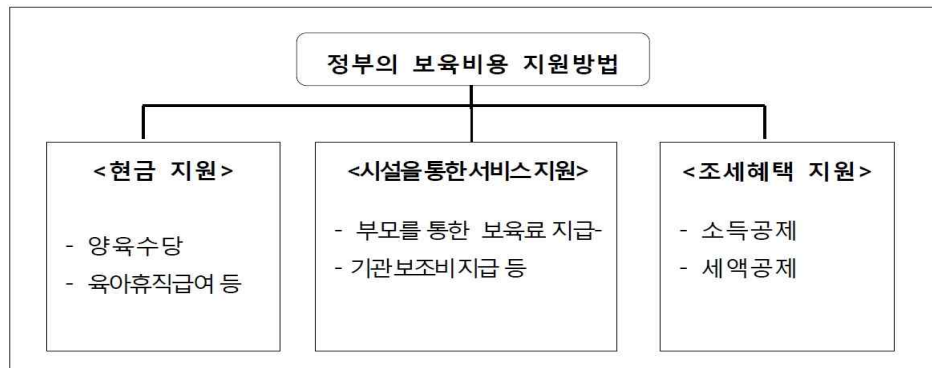 정부의 보육비용 지원방법
<현금 지원>
- 양육수당
- 육아휴직급여 등
<시설을 통한 서비스 지원>
- 부모를 통한 보육료 지급-
- 기관보조비 지급 등
<조세혜택 지원>
- 소득공제
- 세액공제